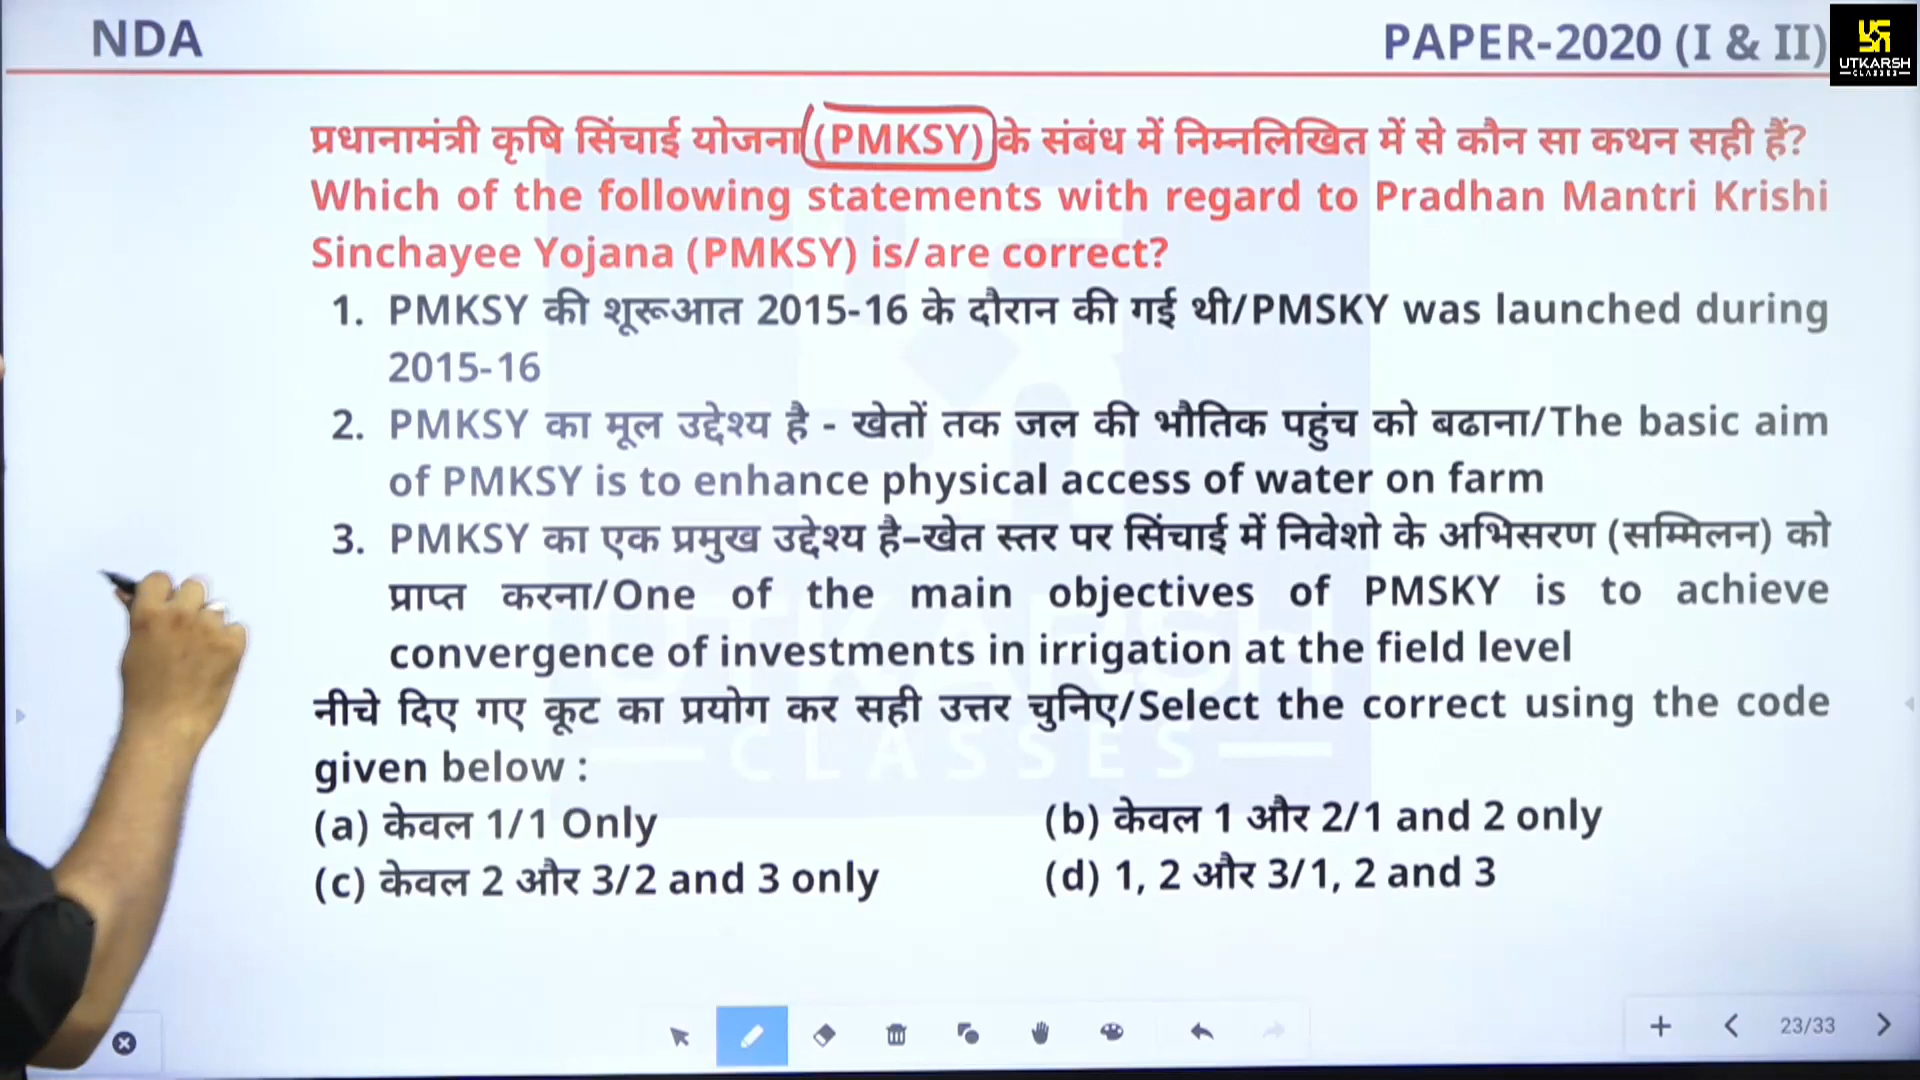 NDA
PAPER-2020 (I & II)
UTKARSH
CLASSES
प्रधानामंत्री कृषि सिंचाई योजना (PMKSY) के संबंध में निम्नलिखित में से कौन सा कथन सही हैं?
Which of the following statements with regard to Pradhan Mantri Krishi
Sinchayee Yojana (PMKSY) is/are correct?
1. PMKSY की शूरूआत 2015-16 के दौरान की गई थी/PMSKY was launched during
2015-16
2. PMKSY का मूल उद्देश्य है - खेतों तक जल की भौतिक पहुंच को बढाना/The basic aim
of PMKSY is to enhance physical access of water on farm
3. PMKSY का एक प्रमुख उद्देश्य है–खेत स्तर पर सिंचाई में निवेशो के अभिसरण (सम्मिलन) को
प्राप्त करना/One of the main objectives of PMSKY is to achieve
convergence of investments in irrigation at the field level
नीचे दिए गए कूट का प्रयोग कर सही उत्तर चुनिए/Select the correct using the code
given below :
(a) केवल 1/1 Only
(b) केवल 1 और 2/1 and 2 only
(c) केवल 2 और 3/2 and 3 only
(d) 1, 2 और 3/1, 2 and 3
UTKARSH
CLASSES
23/33